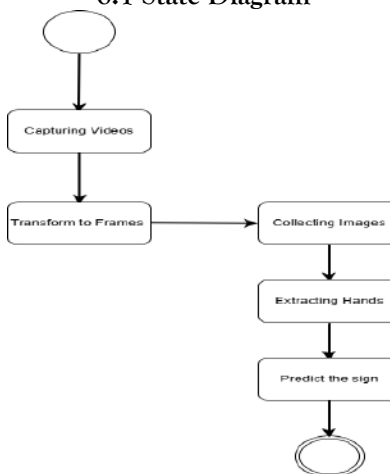 6.1 State Diagram
Capturing Videos
Transform to Frames
Collecting Images
Extracting Hands
Predict the sign